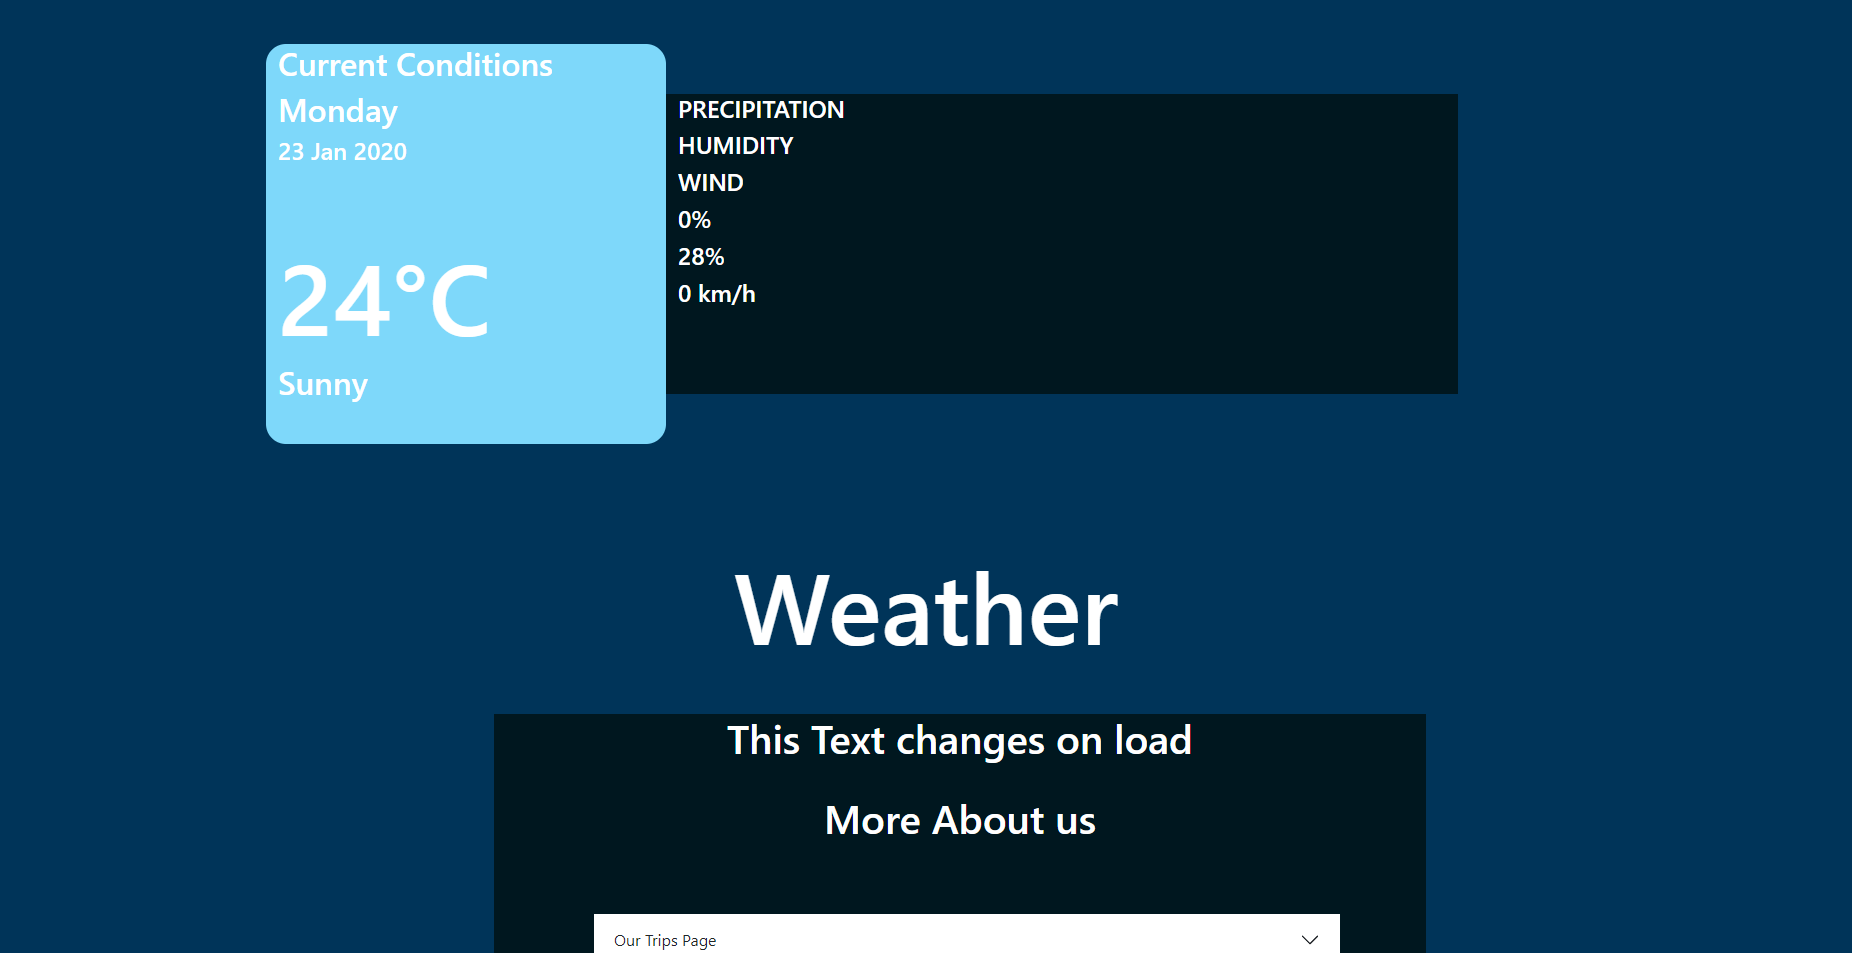 Current Conditions
Monday
23 Jan 2020
24°C
Sunny
PRECIPITATION
HUMIDITY
WIND
0%
28%
0 km/h
Weather
This Text changes on load
More About us
Our Trips Page